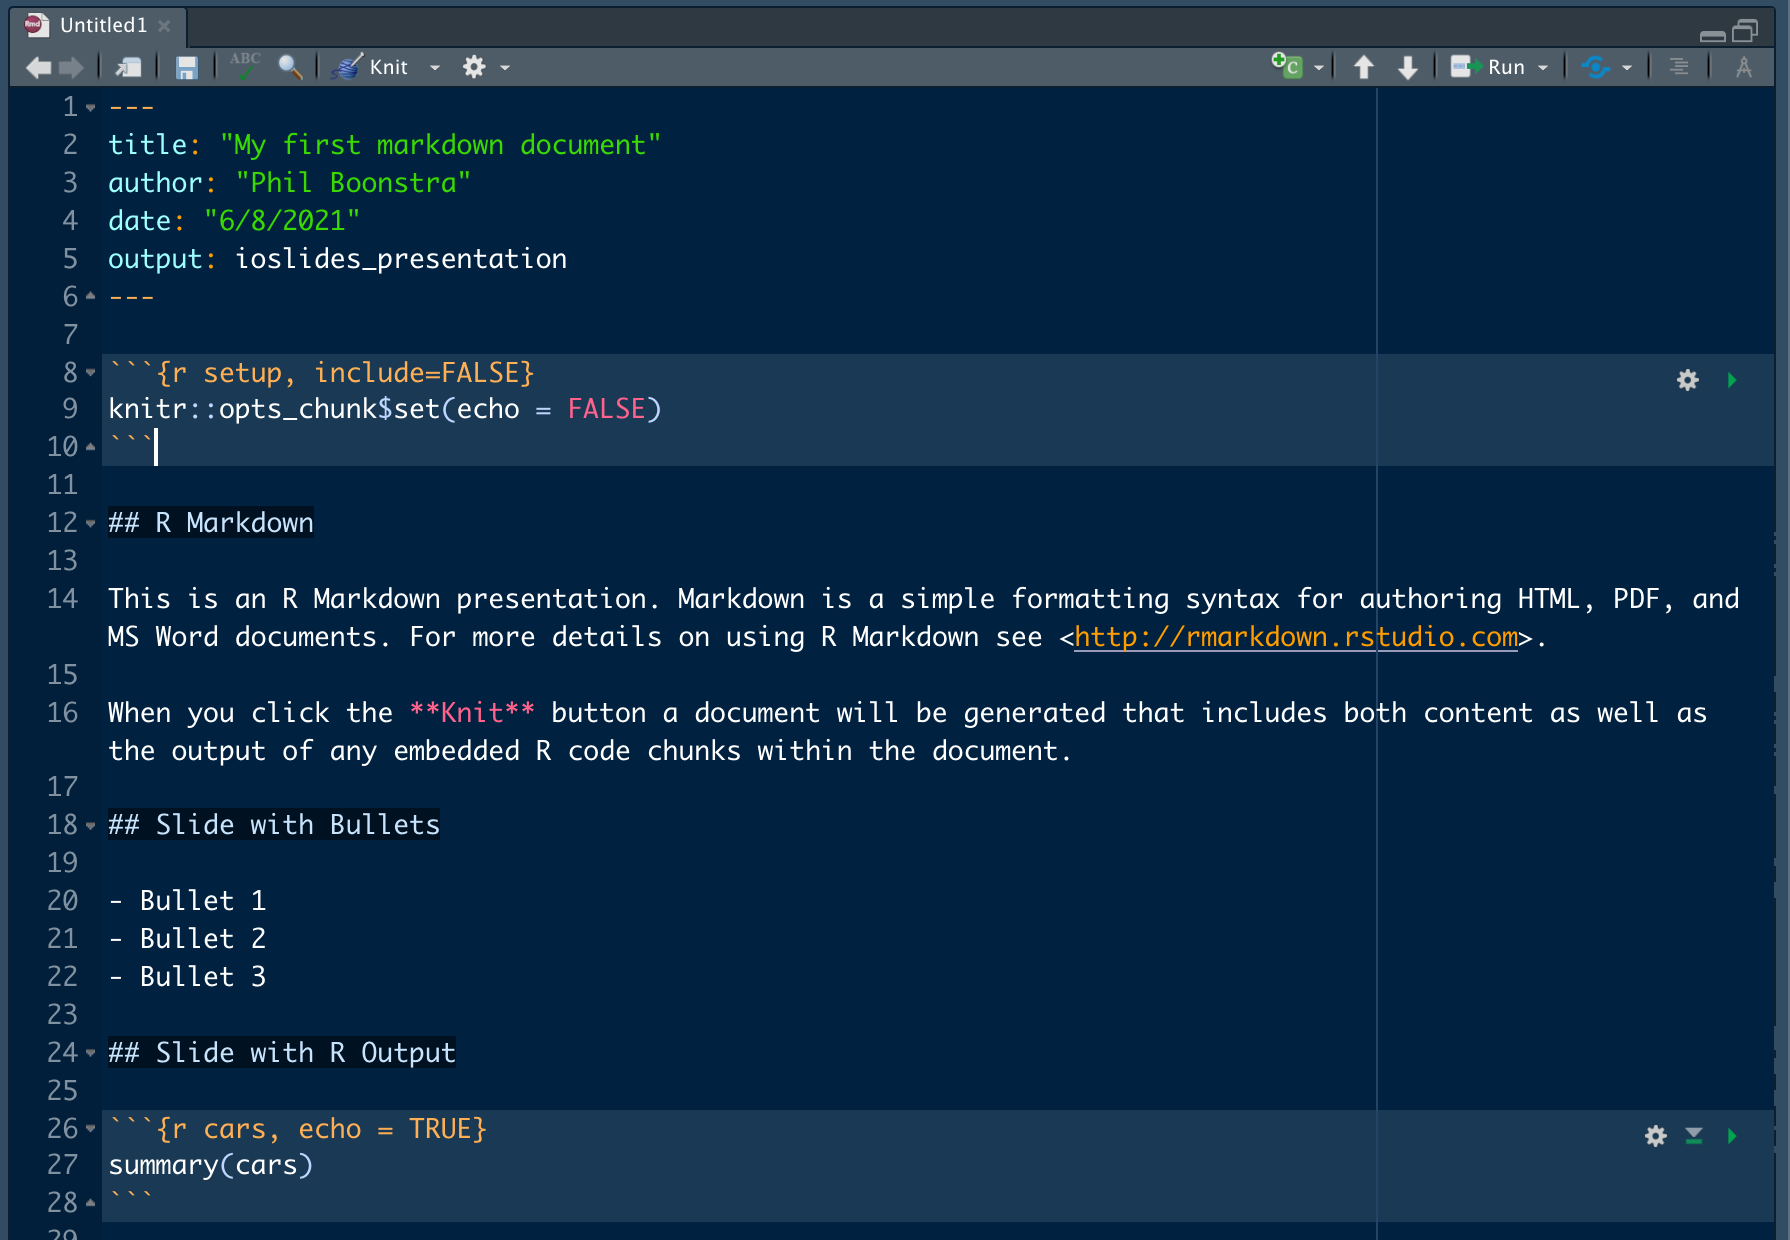 Untitled1
ABC Knit Run
1 ---
2 title: "My first markdown document"
3 author: "Phil Boonstra"
4 date: "6/8/2021"
5 output: ioslides_presentation
6 ---
7
8 ```{r setup, include=FALSE}
9 knitr::opts_chunk$set(echo = FALSE)
10 ```
11
12 ## R Markdown
13
14 This is an R Markdown presentation. Markdown is a simple formatting syntax for authoring HTML, PDF, and
MS Word documents. For more details on using R Markdown see <http://rmarkdown.rstudio.com>.
15
16 When you click the **Knit** button a document will be generated that includes both content as well as
the output of any embedded R code chunks within the document.
17
18 ## Slide with Bullets
19
20 - Bullet 1
21 - Bullet 2
22 - Bullet 3
23
24 ## Slide with R Output
25
26 ```{r cars, echo = TRUE}
27 summary(cars)
28 ```
29